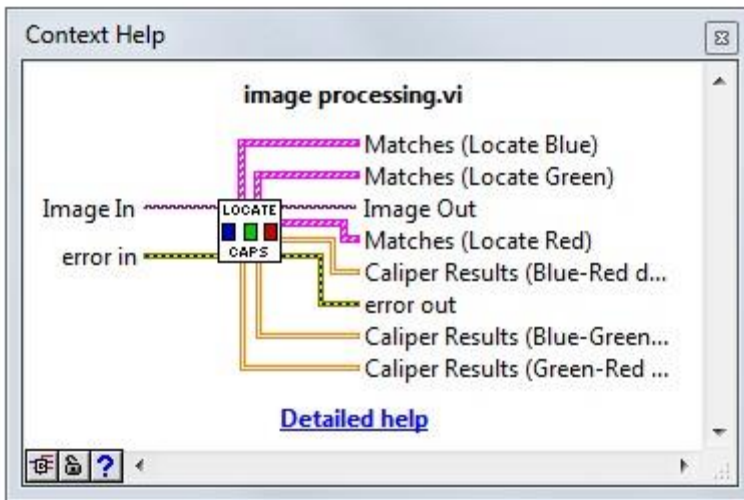 Context Help
image processing.vi
Matches (Locate Blue)
Matches (Locate Green)
Image In
LOCATE
CAPS
Image Out
Matches (Locate Red)
error in
Caliper Results (Blue-Red d...
error out
Caliper Results (Blue-Green...
Caliper Results (Green-Red ...
Detailed help
?